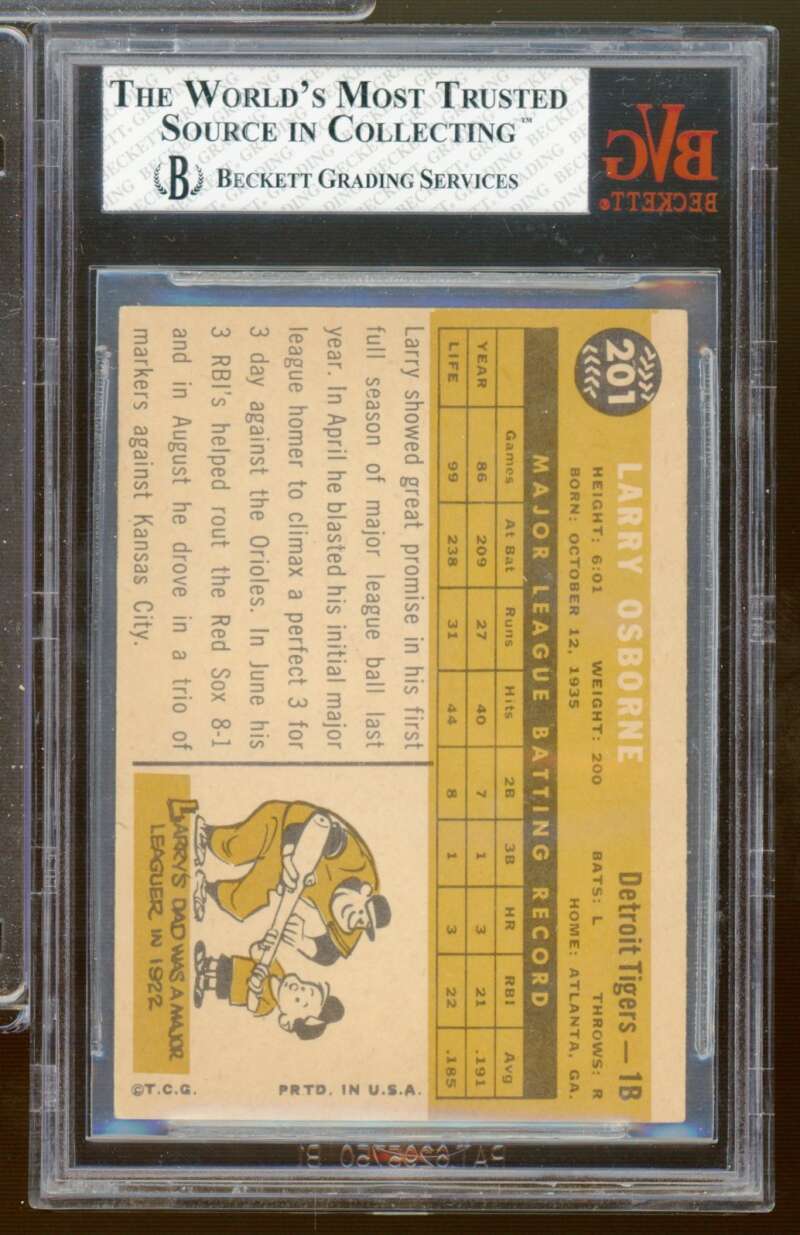 THE WORLD'S MOST TRUSTED
SOURCE IN COLLECTING™
B BECKETT GRADING SERVICES
BVG
BECKETT®
201
LARRY OSBORNE
Detroit Tigers — 1B
HEIGHT: 6:01 WEIGHT: 200 BATS: L THROWS: R
BORN: OCTOBER 12, 1935 HOME: ATLANTA, GA.
MAJOR LEAGUE BATTING RECORD
Games At Bat Runs Hits 2B 3B HR RBI Avg
YEAR 86 209 27 40 7 1 3 21 .191
LIFE 99 238 31 44 8 1 3 22 .185
Larry showed great promise in his first
full season of major league ball last
year. In April he blasted his initial major
league homer to climax a perfect 3 for
3 day against the Orioles. In June his
3 RBI's helped rout the Red Sox 8-1
and in August he drove in a trio of
markers against Kansas City.
LARRY'S DAD WAS A MAJOR
LEAGUER IN 1922
©T.C.G. PRTD. IN U.S.A.